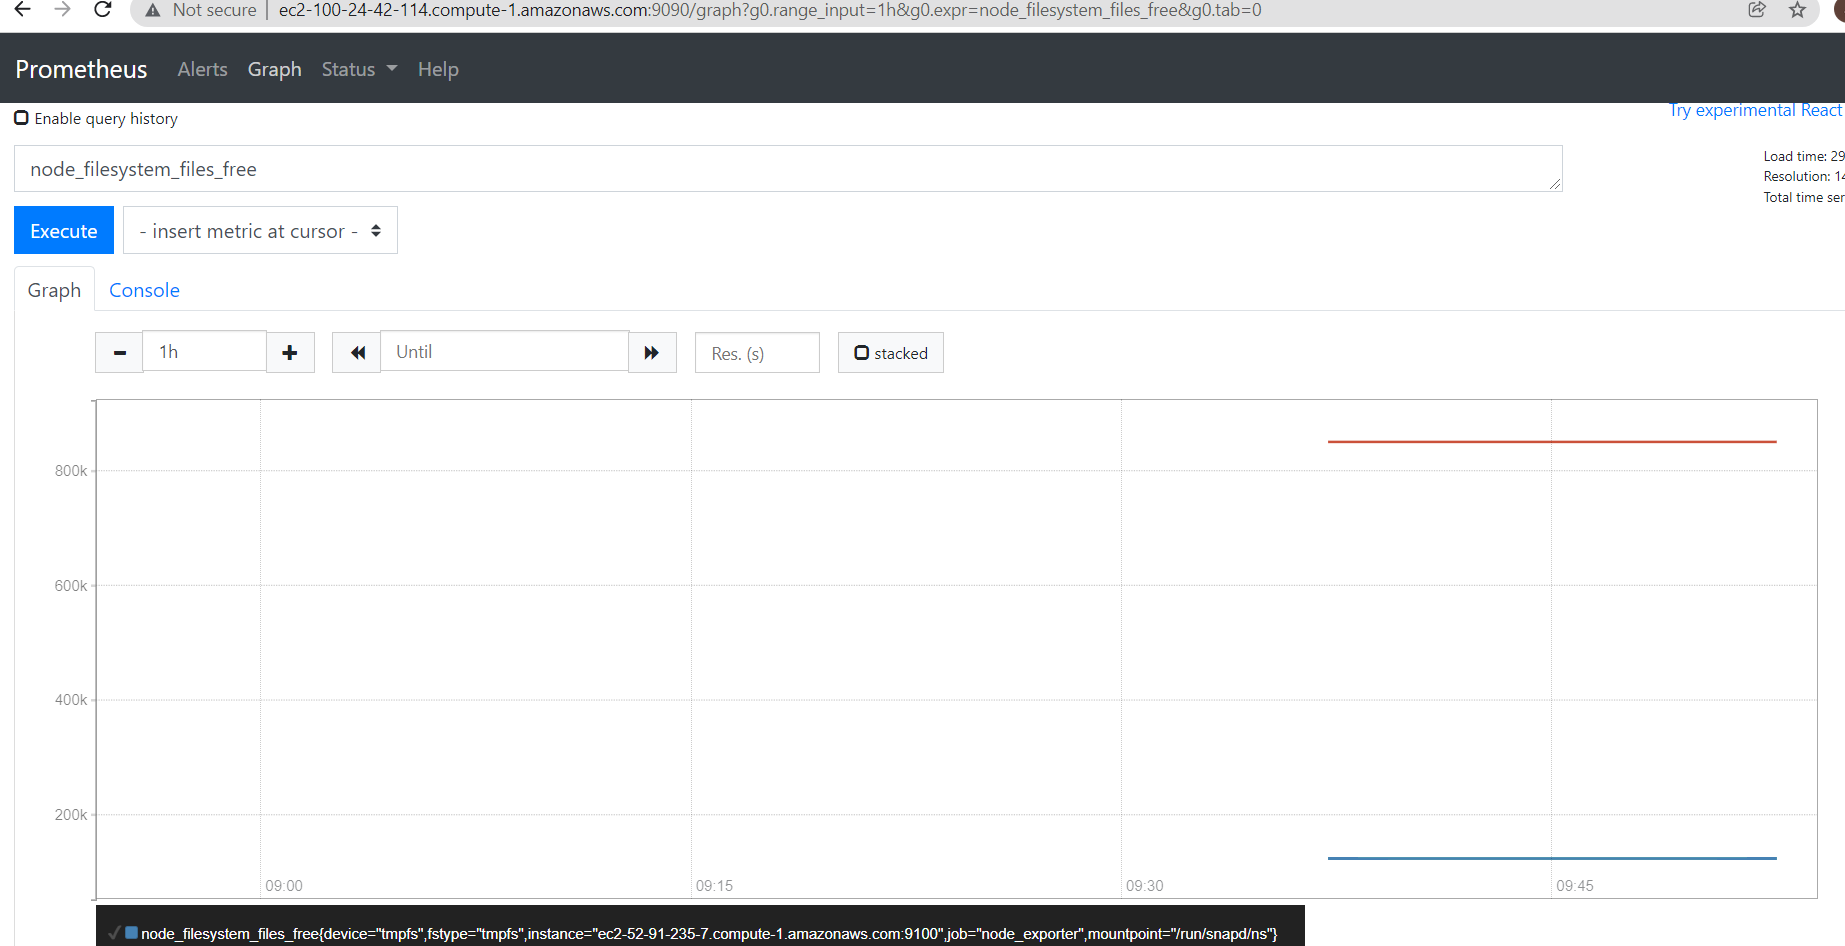 Not secure | ec2-100-24-42-114.compute-1.amazonaws.com:9090/graph?g0.range_input=1h&g0.expr=node_filesystem_files_free&g0.tab=0
Prometheus Alerts Graph Status Help
Enable query history
Try experimental React
node_filesystem_files_free
Load time: 29
Resolution: 14
Total time ser
Execute
- insert metric at cursor -
Graph Console
1h
Until
Res. (s)
stacked
800k
600k
400k
200k
09:00 09:15 09:30 09:45
node_filesystem_files_free{device="tmpfs",fstype="tmpfs",instance="ec2-52-91-235-7.compute-1.amazonaws.com:9100",job="node_exporter",mountpoint="/run/snapd/ns"}